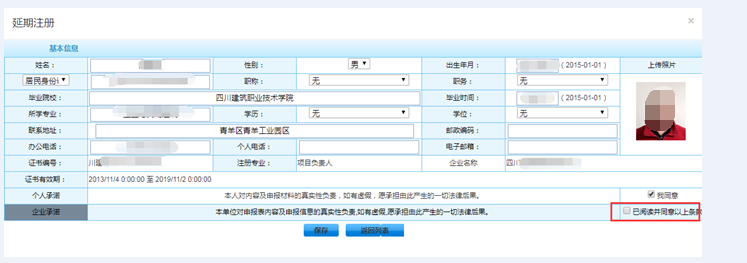 延期注册 ×
基本信息
姓名： 性别： 男 出生年月： （2015-01-01） 上传照片
居民身份证 职称： 无 职务： 无
毕业院校： 四川建筑职业技术学院 毕业时间： （2015-01-01）
所学专业： 学历： 无 学位： 无
联系地址： 青羊区青羊工业园区 邮政编码：
办公电话： 个人电话： 电子邮箱：
证书编号： 川建 注册专业： 项目负责人 企业名称 四川
证书有效期： 2013/11/4 0:00:00 至 2019/11/2 0:00:00
个人承诺 本人对内容及申报材料的真实性负责，如有虚假，愿承担由此产生的一切法律后果。 我同意
企业承诺 本单位对申报表内容及申报信息的真实性负责,如有虚假,愿承担由此产生的一切法律后果。 已阅读并同意以上条款
保存 返回列表